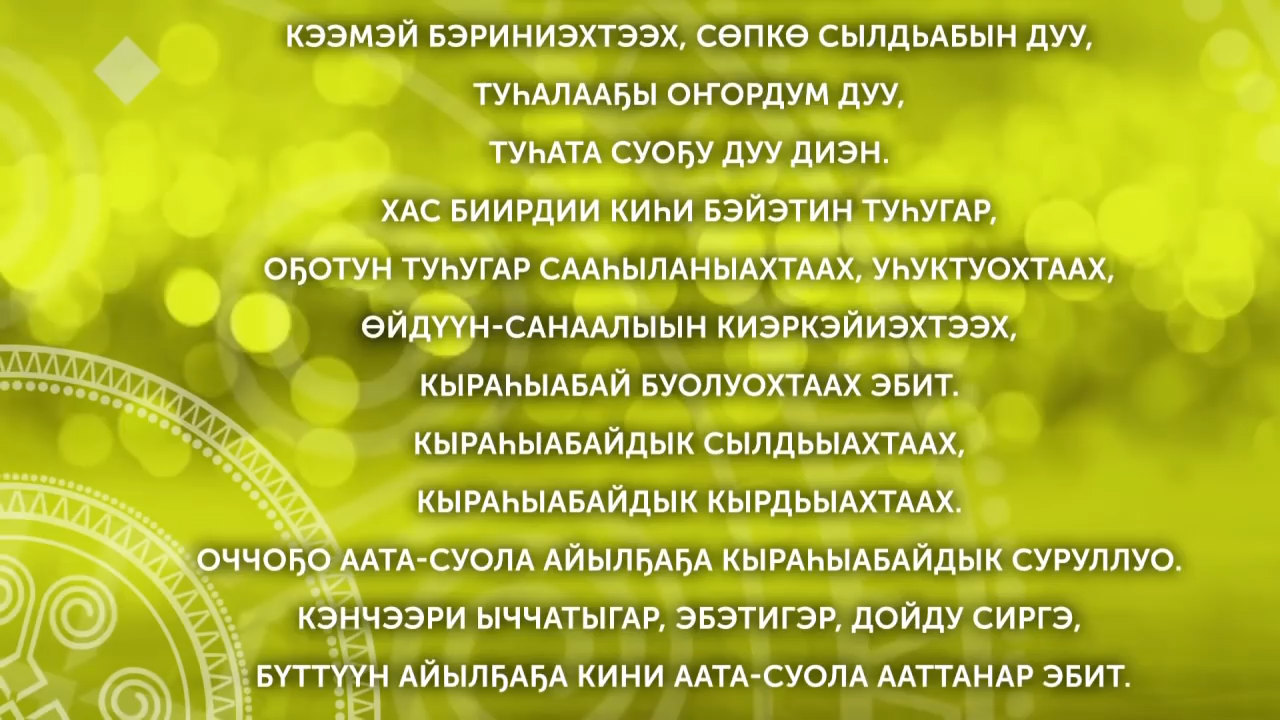 КЭЭМЭЙ БЭРИНИЭХТЭЭХ, СӨПКӨ СЫЛДЬАБЫН ДУУ,
ТУҺАЛААҔЫ ОҤОРДУМ ДУУ,
ТУҺАТА СУОҔУ ДУУ ДИЭН.
ХАС БИИРДИИ КИҺИ БЭЙЭТИН ТУҺУГАР,
ОҔОТУН ТУҺУГАР СААҺЫЛАНЫАХТААХ, УҺУКТУОХТААХ,
ӨЙДҮҮН-САНААЛЫЫН КИЭРКЭЙИЭХТЭЭХ,
КЫРАҺЫАБАЙ БУОЛУОХТААХ ЭБИТ.
КЫРАҺЫАБАЙДЫК СЫЛДЬЫАХТААХ,
КЫРАҺЫАБАЙДЫК КЫРДЬЫАХТААХ.
ОЧЧОҔО ААТА-СУОЛА АЙЫЛҔАҔА КЫРАҺЫАБАЙДЫК СУРУЛЛУО.
КЭНЧЭЭРИ ЫЧЧАТЫГАР, ЭБЭТИГЭР, ДОЙДУ СИРГЭ,
БҮТТҮҮН АЙЫЛҔАҔА КИНИ ААТА-СУОЛА ААТТАНАР ЭБИТ.